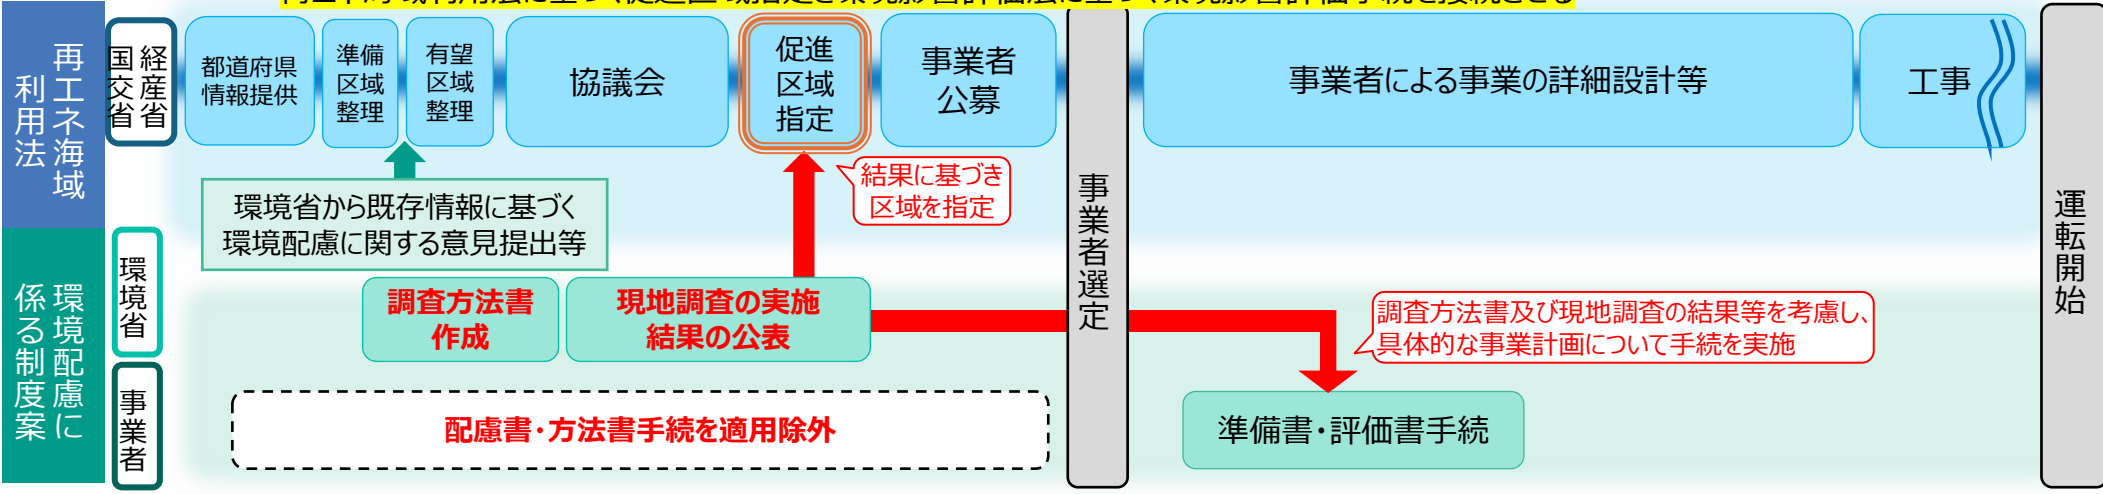 再エネ海域
利用法
経産省
国交省
都道府県
情報提供
準備
区域
整理
有望
区域
整理
協議会
促進
区域
指定
事業者
公募
事業者による事業の詳細設計等
工事
環境省から既存情報に基づく
環境配慮に関する意見提出等
結果に基づき
区域を指定
事業者選定
運転開始
環境配慮に
係る制度案
環境省
調査方法書
作成
現地調査の実施
結果の公表
調査方法書及び現地調査の結果等を考慮し、
具体的な事業計画について手続を実施
事業者
配慮書・方法書手続を適用除外
準備書・評価書手続